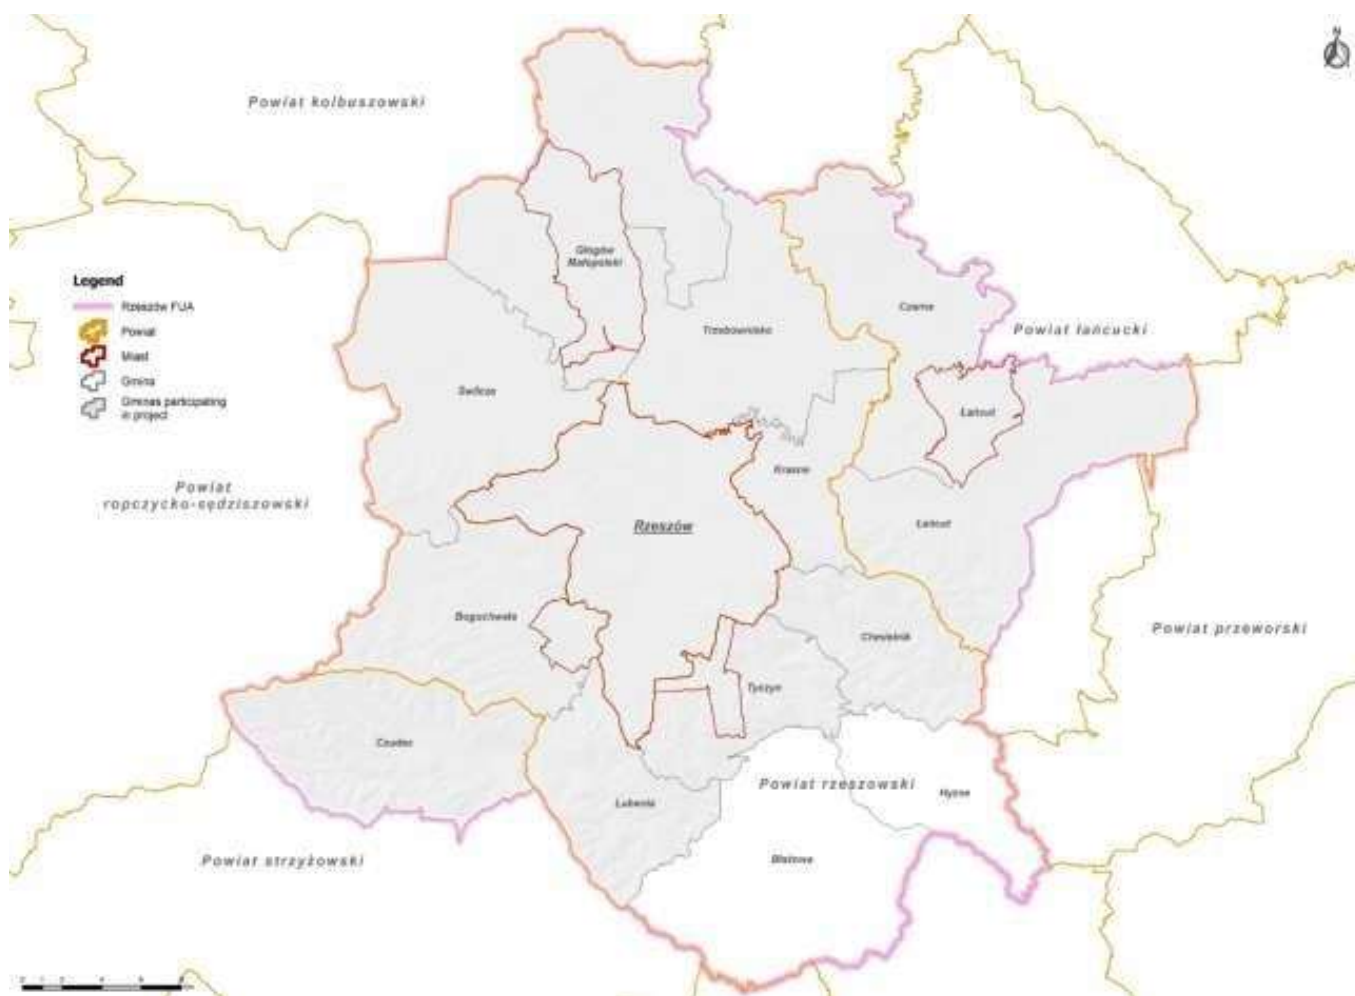 N
Powiat kolbuszowski
Głogów
Małopolski
Legend
Rzeszów FUA
Powiat
Miast
Gmina
Gminas participating
in project
Czarna
Powiat łańcucki
Trzebownisko
Świlcza
Łańcut
Krasne
Powiat
ropczycko-sędziszowski
Rzeszów
Łańcut
Boguchwała
Chmielnik
Powiat przeworski
Tyczyn
Czudec
Powiat rzeszowski
Hyżne
Lubenia
Powiat strzyżowski
Błażowa